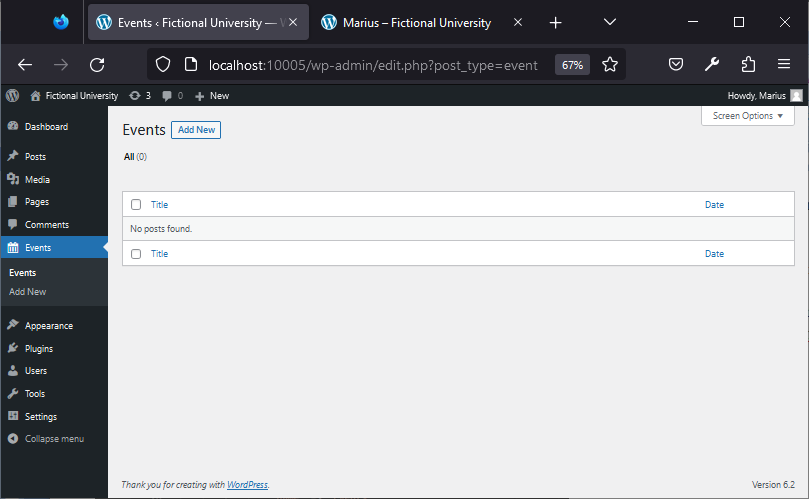 Events ‹ Fictional University — W
Marius – Fictional University
localhost:10005/wp-admin/edit.php?post_type=event
67%
Fictional University
3
0
New
Howdy, Marius
Dashboard
Posts
Media
Pages
Comments
Events
Events
Add New
Appearance
Plugins
Users
Tools
Settings
Collapse menu
Screen Options
Events
Add New
All (0)
Title
Date
No posts found.
Title
Date
Thank you for creating with WordPress.
Version 6.2